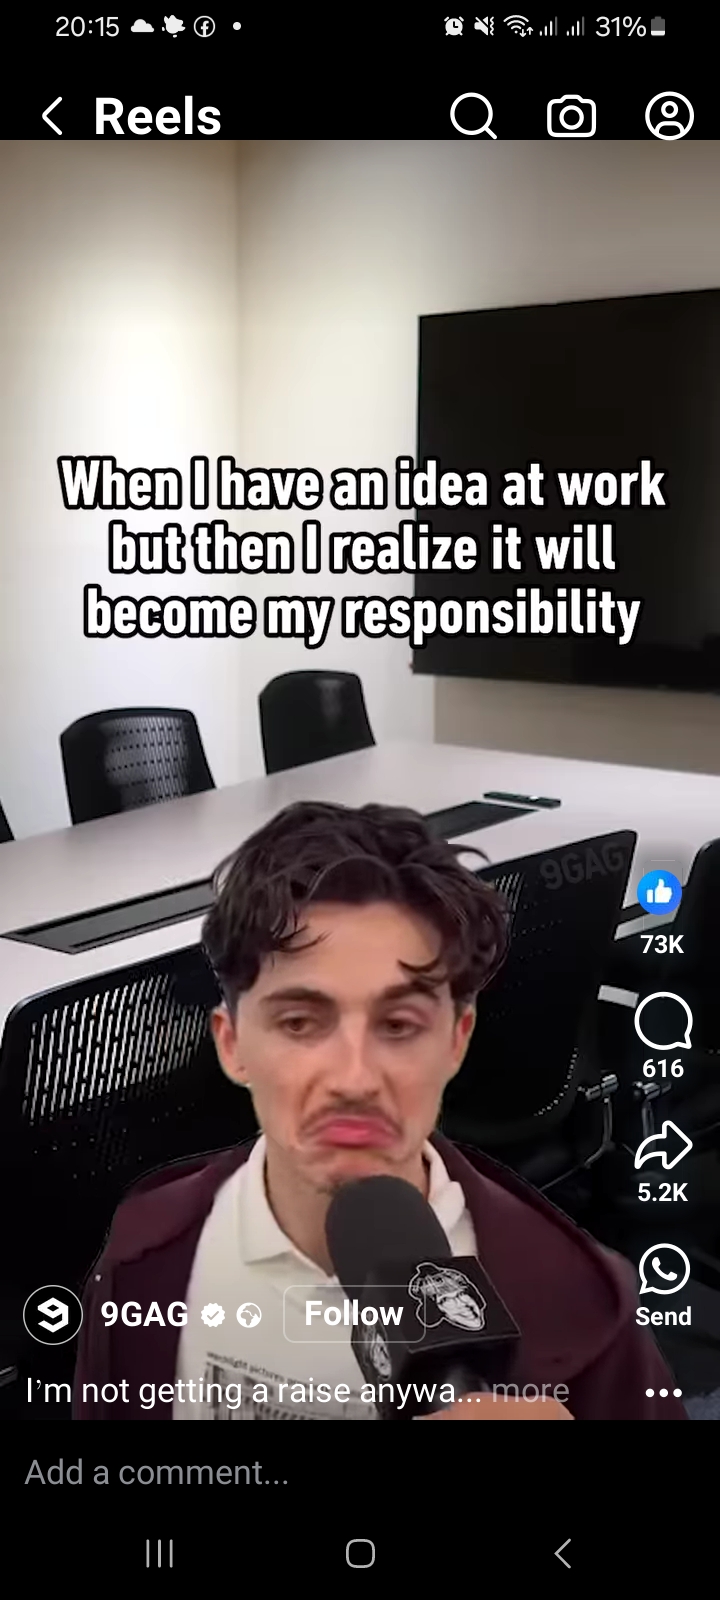 20:15
31%
Reels
When I have an idea at work
but then I realize it will
become my responsibility
9GAG
73K
616
5.2K
Send
9GAG
Follow
I'm not getting a raise anywa... more
Add a comment...